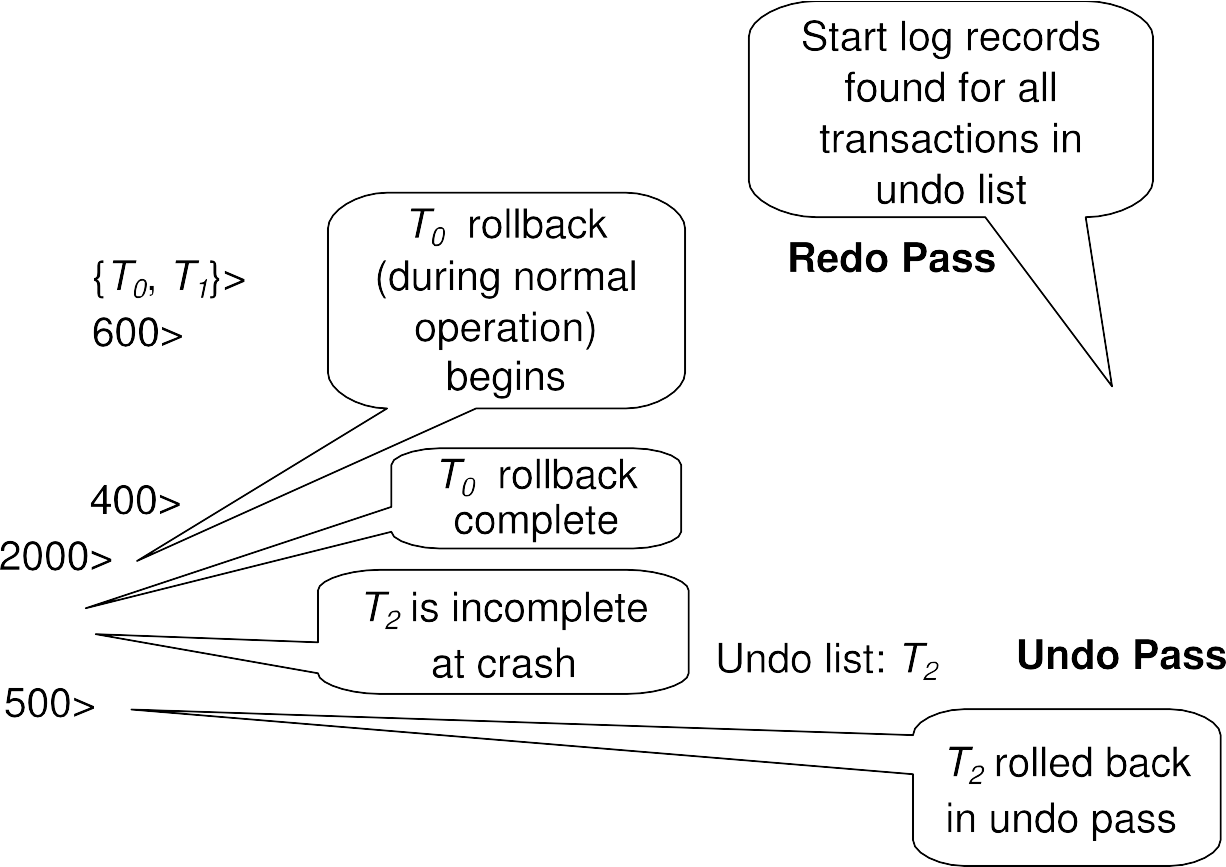 Start log records
found for all
transactions in
undo list
Redo Pass
T0 rollback
(during normal
operation)
begins
{T0, T1}>
600>
T0 rollback
complete
400>
2000>
T2 is incomplete
at crash
Undo list: T2
Undo Pass
500>
T2 rolled back
in undo pass